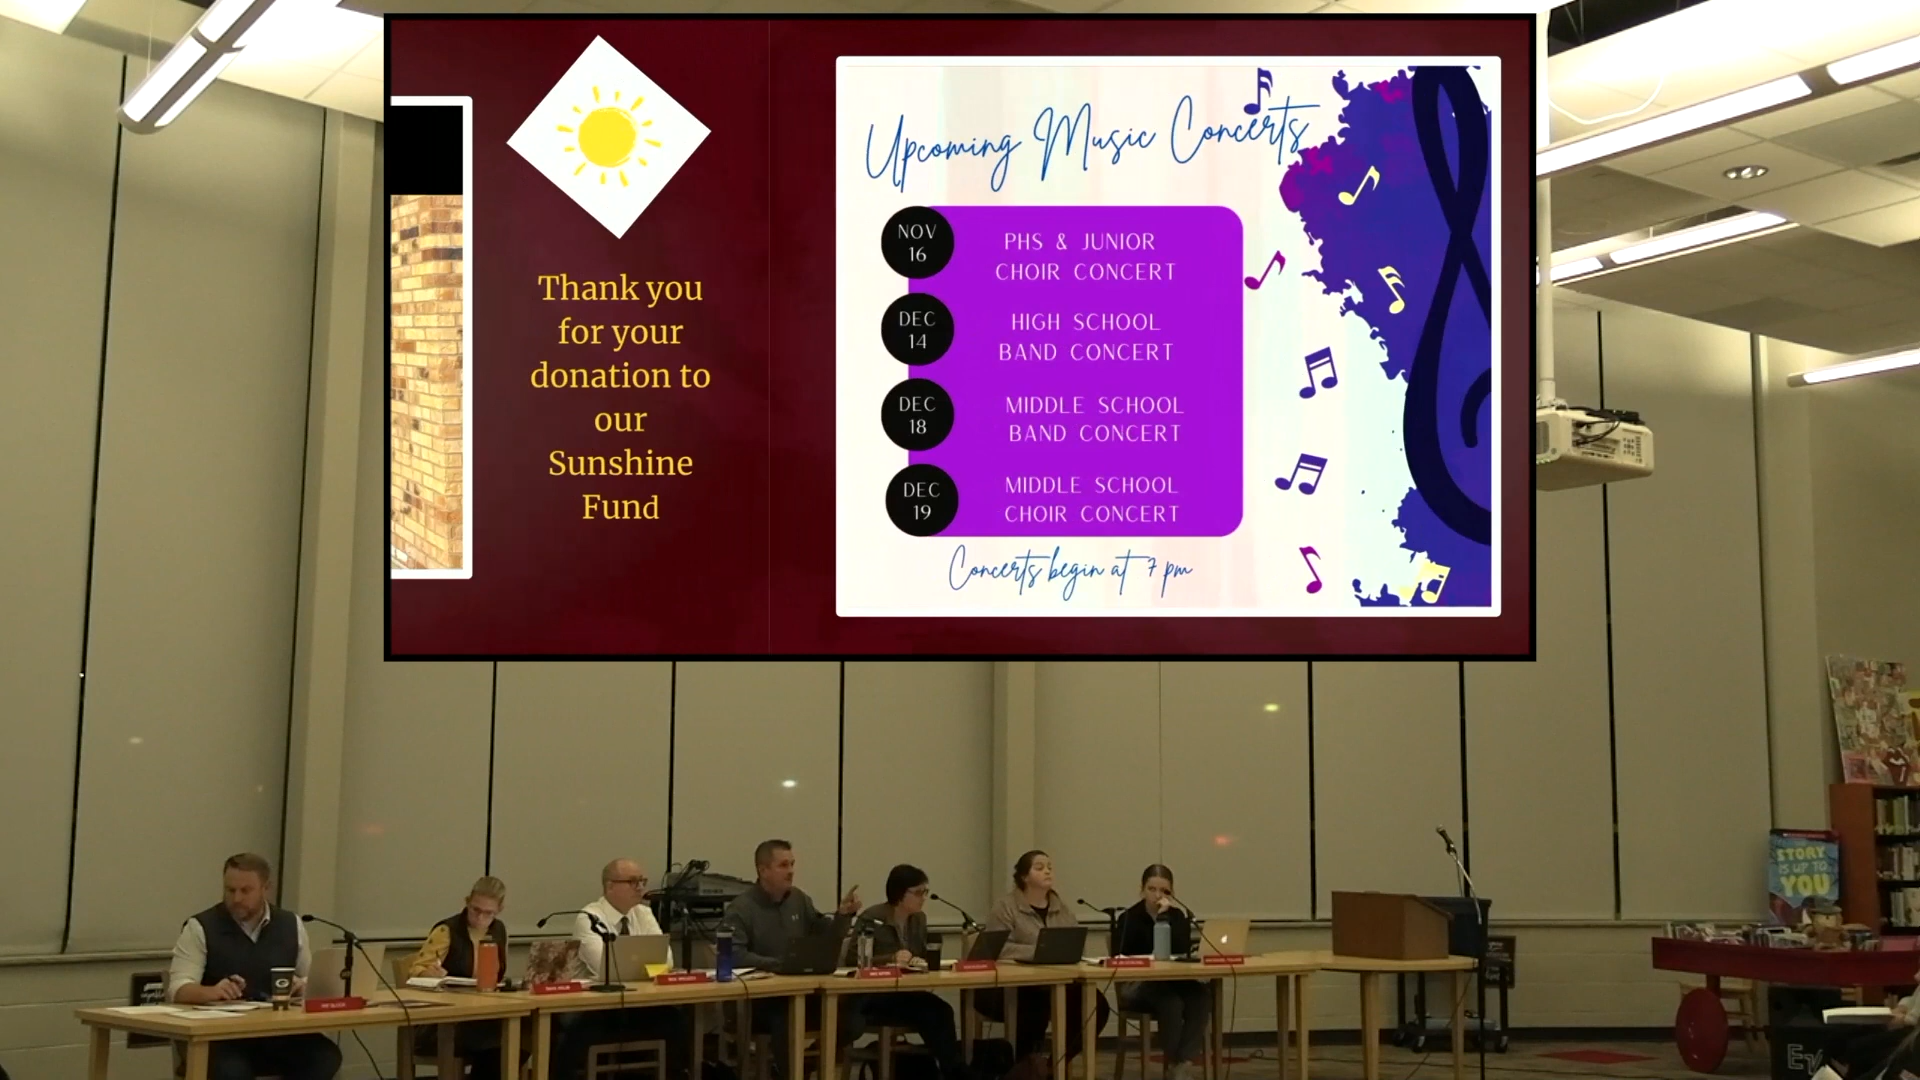 Thank you
for your
donation to
our
Sunshine
Fund
Upcoming Music Concerts
NOV
16
PHS & JUNIOR
CHOIR CONCERT
DEC
14
HIGH SCHOOL
BAND CONCERT
DEC
18
MIDDLE SCHOOL
BAND CONCERT
DEC
19
MIDDLE SCHOOL
CHOIR CONCERT
Concerts begin at 7 pm
STORY
IS UP TO
YOU